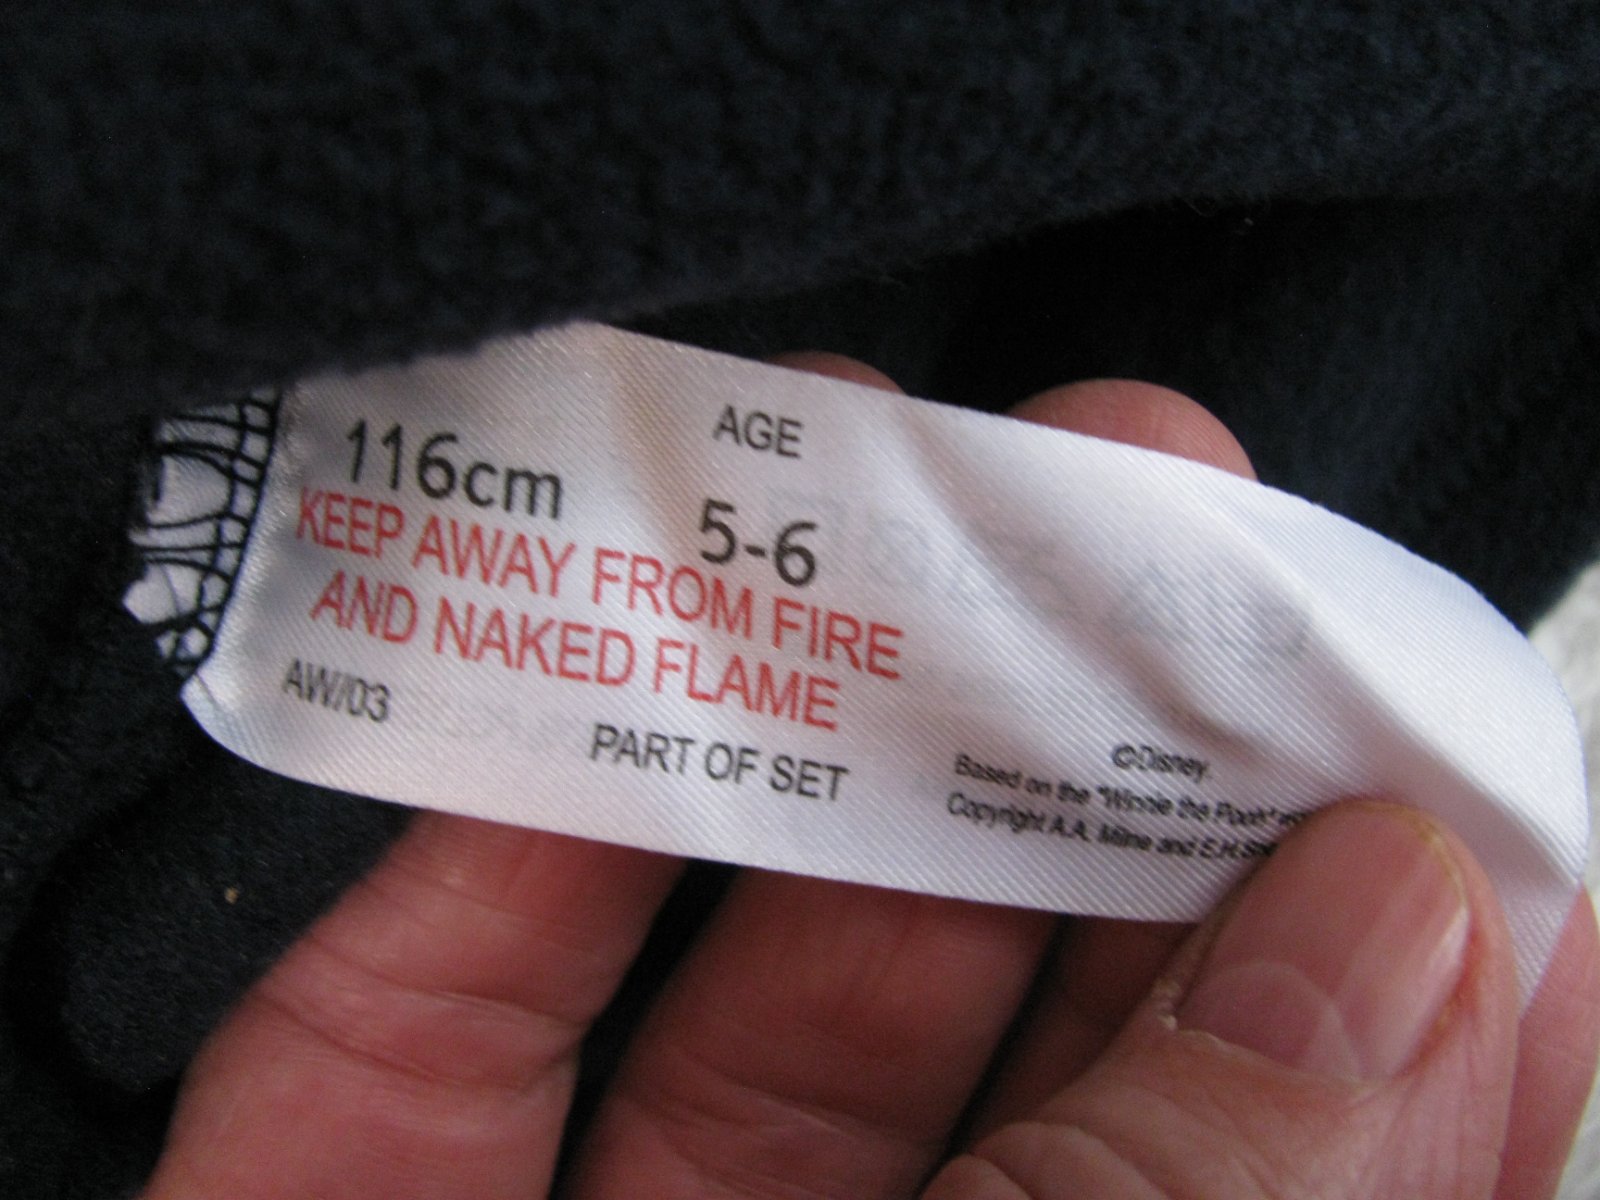 AGE
116cm
5-6
KEEP AWAY FROM FIRE
AND NAKED FLAME
AW/03
PART OF SET
©Disney.
Based on the "Winnie the Pooh"
Copyright A.A. Milne and E.H.